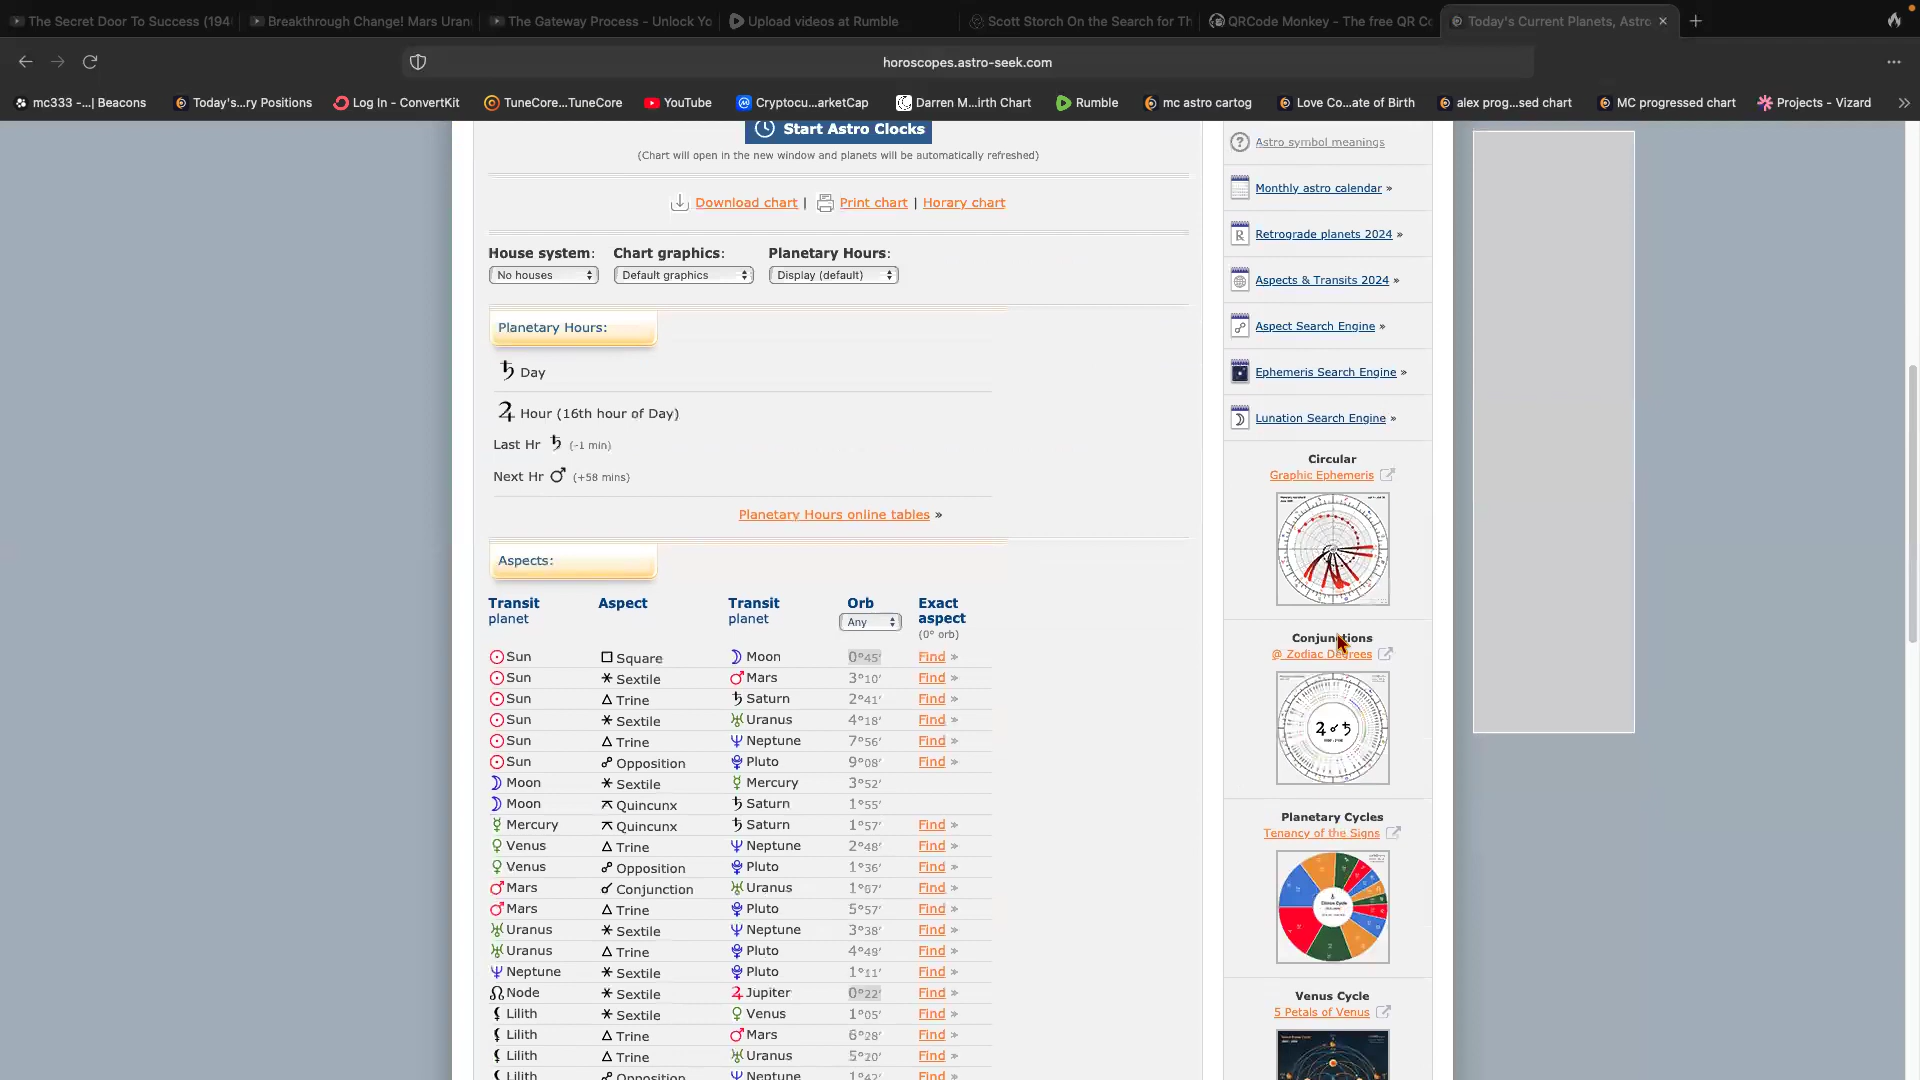 The Secret Door To Success (194
Breakthrough Change! Mars Uran
The Gateway Process - Unlock Yo
Upload videos at Rumble
Scott Storch On the Search for Th
QRCode Monkey - The free QR Co
Today's Current Planets, Astro
horoscopes.astro-seek.com
mc333 -...| Beacons
Today's...ry Positions
Log In - ConvertKit
TuneCore...TuneCore
YouTube
Cryptocu...arketCap
Darren M...irth Chart
Rumble
mc astro cartog
Love Co...ate of Birth
alex prog...sed chart
MC progressed chart
Projects - Vizard
Start Astro Clocks
(Chart will open in the new window and planets will be automatically refreshed)
Download chart | Print chart | Horary chart
House system: Chart graphics: Planetary Hours:
No houses Default graphics Display (default)
Planetary Hours:
♄ Day
♃ Hour (16th hour of Day)
Last Hr ♄ (-1 min)
Next Hr ♂ (+58 mins)
Planetary Hours online tables »
Aspects:
Transit planet Aspect Transit planet Orb Exact aspect
Any (0° orb)
Sun Square Moon 0°45' Find »
Sun Sextile Mars 3°10' Find »
Sun Trine Saturn 2°41' Find »
Sun Sextile Uranus 4°18' Find »
Sun Trine Neptune 7°56' Find »
Sun Opposition Pluto 9°08' Find »
Moon Sextile Mercury 3°52'
Moon Quincunx Saturn 1°55'
Mercury Quincunx Saturn 1°57' Find »
Venus Trine Neptune 2°48' Find »
Venus Opposition Pluto 1°36' Find »
Mars Conjunction Uranus 1°07' Find »
Mars Trine Pluto 5°57' Find »
Uranus Sextile Neptune 3°38' Find »
Uranus Trine Pluto 4°49' Find »
Neptune Sextile Pluto 1°11' Find »
Node Sextile Jupiter 0°22' Find »
Lilith Sextile Venus 1°05' Find »
Lilith Trine Mars 6°28' Find »
Lilith Trine Uranus 5°20' Find »
Lilith Opposition Neptune 1°42' Find »
Astro symbol meanings
Monthly astro calendar »
Retrograde planets 2024 »
Aspects & Transits 2024 »
Aspect Search Engine »
Ephemeris Search Engine »
Lunation Search Engine »
Circular
Graphic Ephemeris
Conjunctions
@ Zodiac Degrees
Planetary Cycles
Tenancy of the Signs
Venus Cycle
5 Petals of Venus